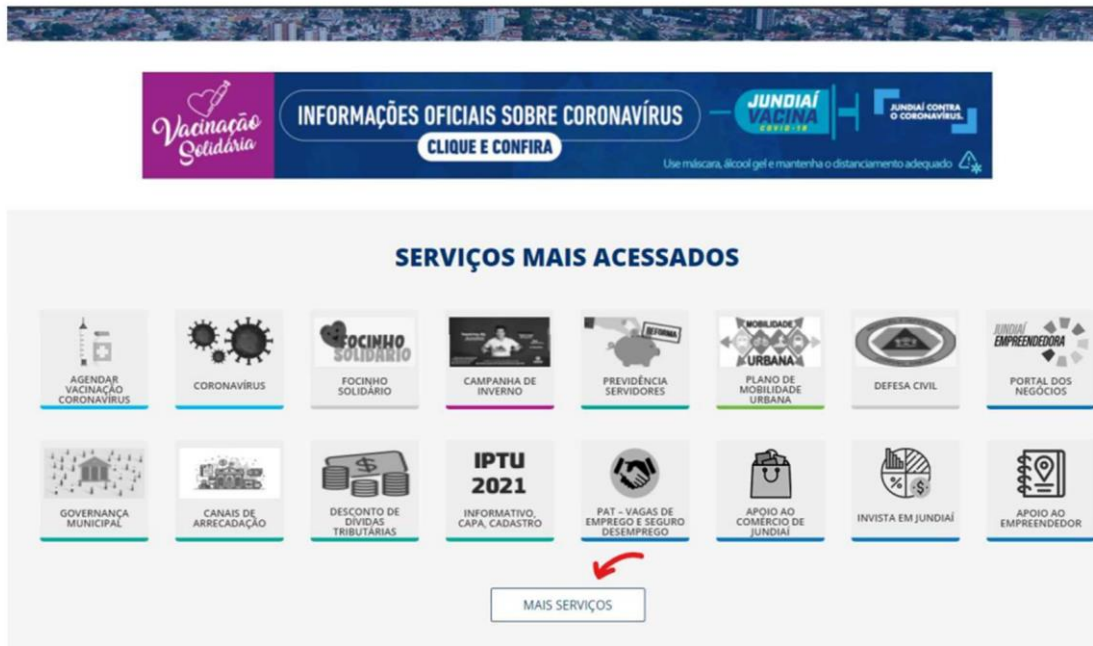 Vacinação
Solidária
INFORMAÇÕES OFICIAIS SOBRE CORONAVÍRUS
CLIQUE E CONFIRA
JUNDIAÍ
VACINA
COVID-19
JUNDIAÍ CONTRA
O CORONAVÍRUS.
Use máscara, álcool gel e mantenha o distanciamento adequado
SERVIÇOS MAIS ACESSADOS
AGENDAR
VACINAÇÃO
CORONAVÍRUS
CORONAVÍRUS
FOCINHO
SOLIDÁRIO
FOCINHO
SOLIDÁRIO
CAMPANHA DE
INVERNO
REFORMA
PREVIDÊNCIA
SERVIDORES
MOBILIDADE
URBANA
PLANO DE
MOBILIDADE
URBANA
DEFESA CIVIL
JUNDIAÍ
EMPREENDEDORA
PORTAL DOS
NEGÓCIOS
GOVERNANÇA
MUNICIPAL
CANAIS DE
ARRECADAÇÃO
DESCONTO DE
DÍVIDAS
TRIBUTÁRIAS
IPTU
2021
INFORMATIVO,
CAPA, CADASTRO
PAT – VAGAS DE
EMPREGO E SEGURO
DESEMPREGO
APOIO AO
COMÉRCIO DE
JUNDIAÍ
INVISTA EM JUNDIAÍ
APOIO AO
EMPREENDEDOR
MAIS SERVIÇOS